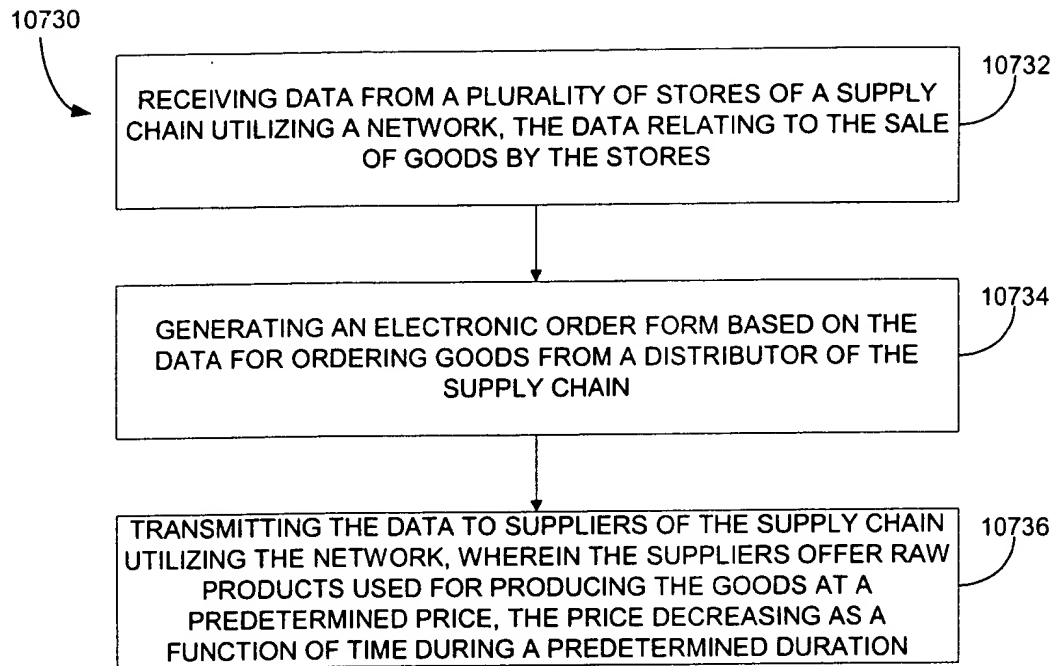 10730
10732
RECEIVING DATA FROM A PLURALITY OF STORES OF A SUPPLY
CHAIN UTILIZING A NETWORK, THE DATA RELATING TO THE SALE
OF GOODS BY THE STORES
10734
GENERATING AN ELECTRONIC ORDER FORM BASED ON THE
DATA FOR ORDERING GOODS FROM A DISTRIBUTOR OF THE
SUPPLY CHAIN
10736
TRANSMITTING THE DATA TO SUPPLIERS OF THE SUPPLY CHAIN
UTILIZING THE NETWORK, WHEREIN THE SUPPLIERS OFFER RAW
PRODUCTS USED FOR PRODUCING THE GOODS AT A
PREDETERMINED PRICE, THE PRICE DECREASING AS A
FUNCTION OF TIME DURING A PREDETERMINED DURATION